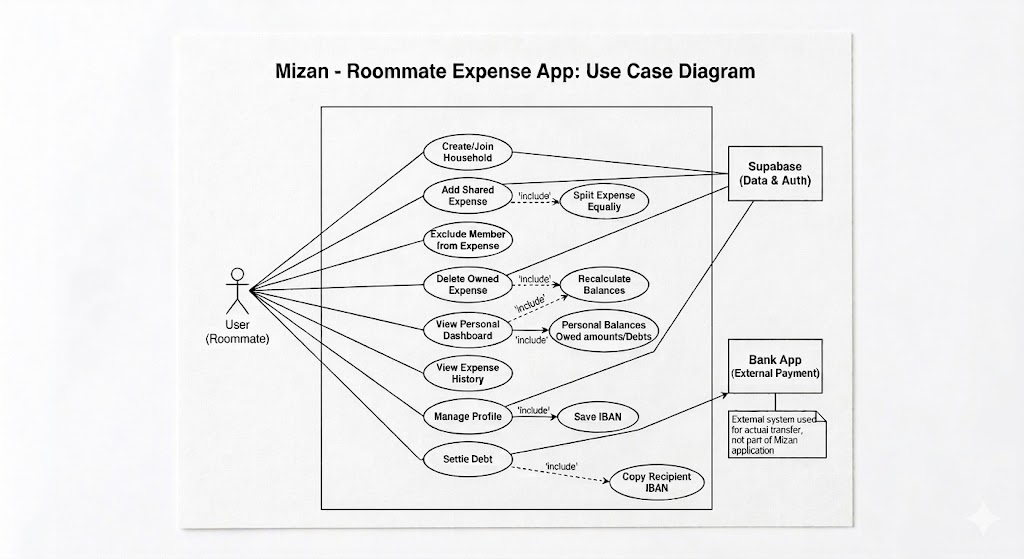 Mizan - Roommate Expense App: Use Case Diagram
Create/Join
Household
Add Shared
Expense
'include'
Spiit Expense
Equaliy
Exclude Member
from Expense
Delete Owned
Expense
'include'
Recalculate
Balances
'include'
View Personal
Dashboard
'include'
Personal Balances
Owed amounts/Debts
View Expense
History
Manage Profile
'include'
Save IBAN
Settie Debt
'include'
Copy Recipient
IBAN
User
(Roommate)
Supabase
(Data & Auth)
Bank App
(External Payment)
External system used
for actuai transfer,
not part of Mizan
application